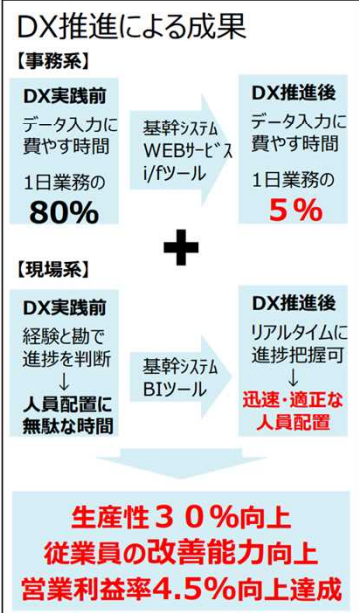 DX推進による成果
【事務系】
DX実践前
データ入力に
費やす時間
1日業務の
80%
基幹システム
WEBｻｰﾋﾞｽ
i/fツール
DX推進後
データ入力に
費やす時間
1日業務の
5%
+
【現場系】
DX実践前
経験と勘で
進捗を判断
↓
人員配置に
無駄な時間
基幹システム
BIツール
DX推進後
リアルタイムに
進捗把握可
↓
迅速・適正な
人員配置
生産性３０%向上
従業員の改善能力向上
営業利益率4.5%向上達成